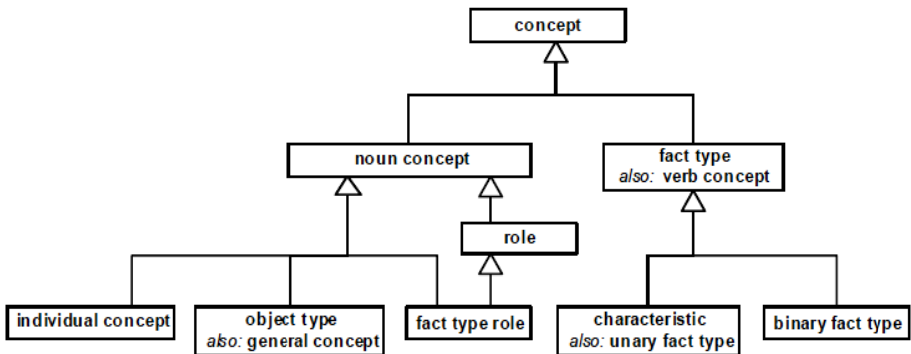 concept
noun concept
fact type
also: verb concept
role
individual concept
object type
also: general concept
fact type role
characteristic
also: unary fact type
binary fact type